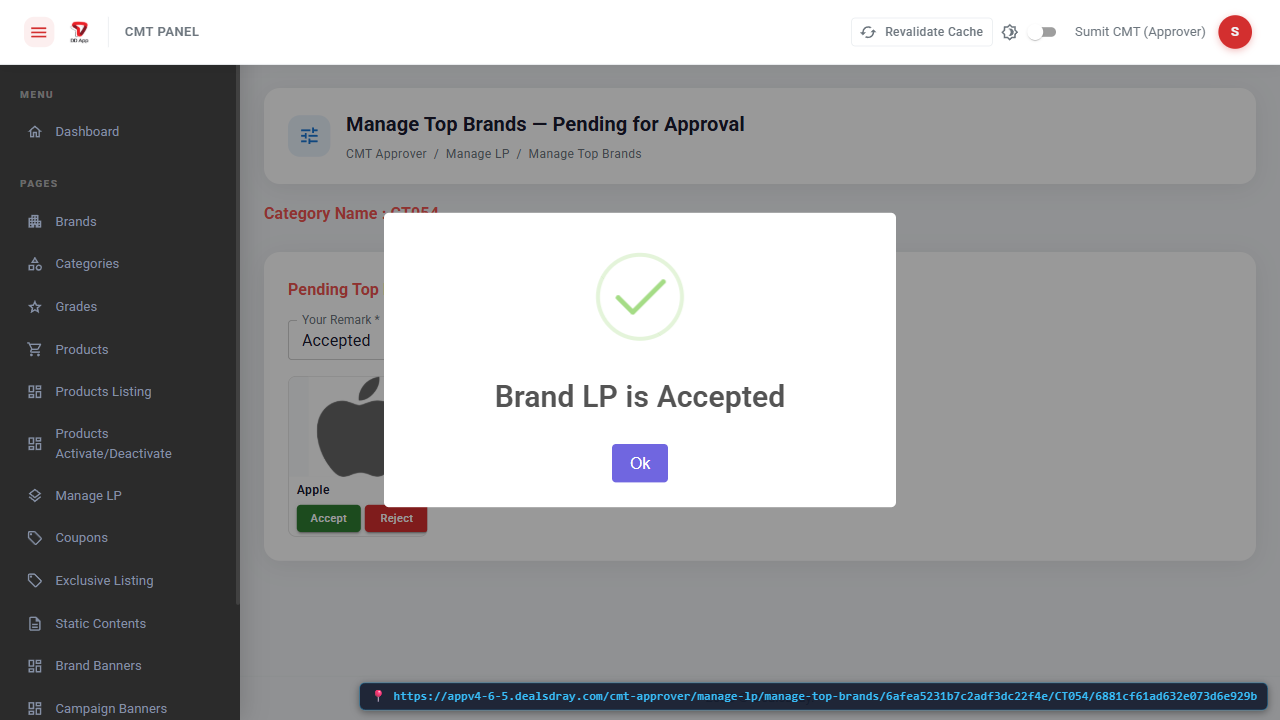 DD App
CMT PANEL
Revalidate Cache
Sumit CMT (Approver)
S
MENU
Dashboard
PAGES
Brands
Categories
Grades
Products
Products Listing
Products
Activate/Deactivate
Manage LP
Coupons
Exclusive Listing
Static Contents
Brand Banners
Campaign Banners
Manage Top Brands — Pending for Approval
CMT Approver / Manage LP / Manage Top Brands
Category Name : CT054
Pending Top
Your Remark *
Accepted
Apple
Accept
Reject
Brand LP is Accepted
Ok
https://appv4-6-5.dealsdray.com/cmt-approver/manage-lp/manage-top-brands/6afea5231b7c2adf3dc22f4e/CT054/6881cf61ad632e073d6e929b